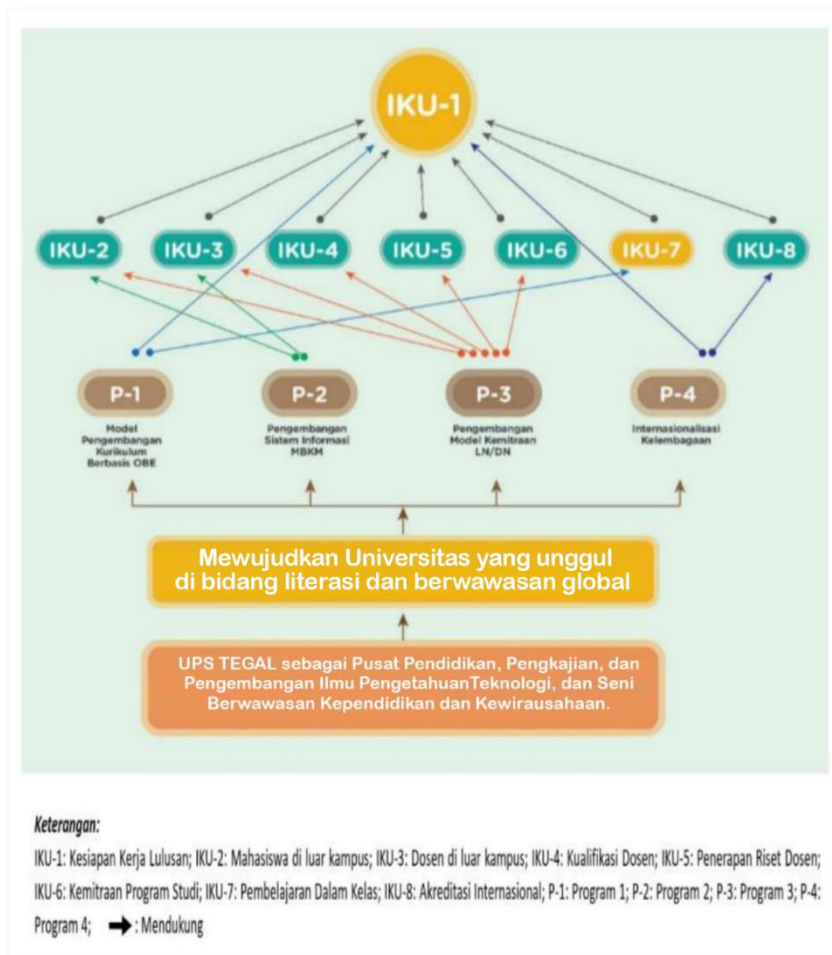 IKU-1
IKU-2
IKU-3
IKU-4
IKU-5
IKU-6
IKU-7
IKU-8
P-1
P-2
P-3
P-4
Model
Pengembangan
Kurikulum
Berbasis OBE
Pengembangan
Sistem Informasi
MBKM
Pengembangan
Model Kemitraan
LN/DN
Internasionalisasi
Kelembagaan
Mewujudkan Universitas yang unggul
di bidang literasi dan berwawasan global
UPS TEGAL sebagai Pusat Pendidikan, Pengkajian, dan
Pengembangan Ilmu PengetahuanTeknologi, dan Seni
Berwawasan Kependidikan dan Kewirausahaan.
Keterangan:
IKU-1: Kesiapan Kerja Lulusan; IKU-2: Mahasiswa di luar kampus; IKU-3: Dosen di luar kampus; IKU-4: Kualifikasi Dosen; IKU-5: Penerapan Riset Dosen;
IKU-6: Kemitraan Program Studi; IKU-7: Pembelajaran Dalam Kelas; IKU-8: Akreditasi Internasional; P-1: Program 1; P-2: Program 2; P-3: Program 3; P-4:
Program 4; ➔: Mendukung